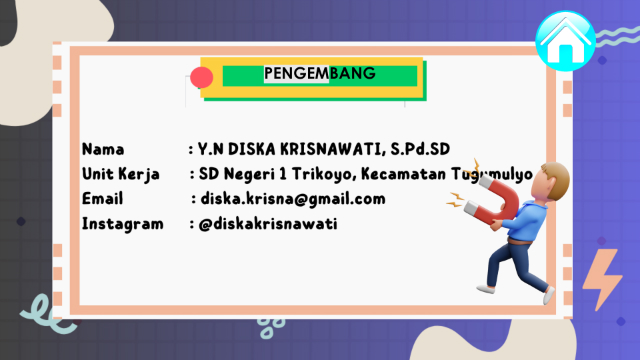 PENGEMBANG
Nama : Y.N DISKA KRISNAWATI, S.Pd.SD
Unit Kerja : SD Negeri 1 Trikoyo, Kecamatan Tugumulyo
Email : diska.krisna@gmail.com
Instagram : @diskakrisnawati